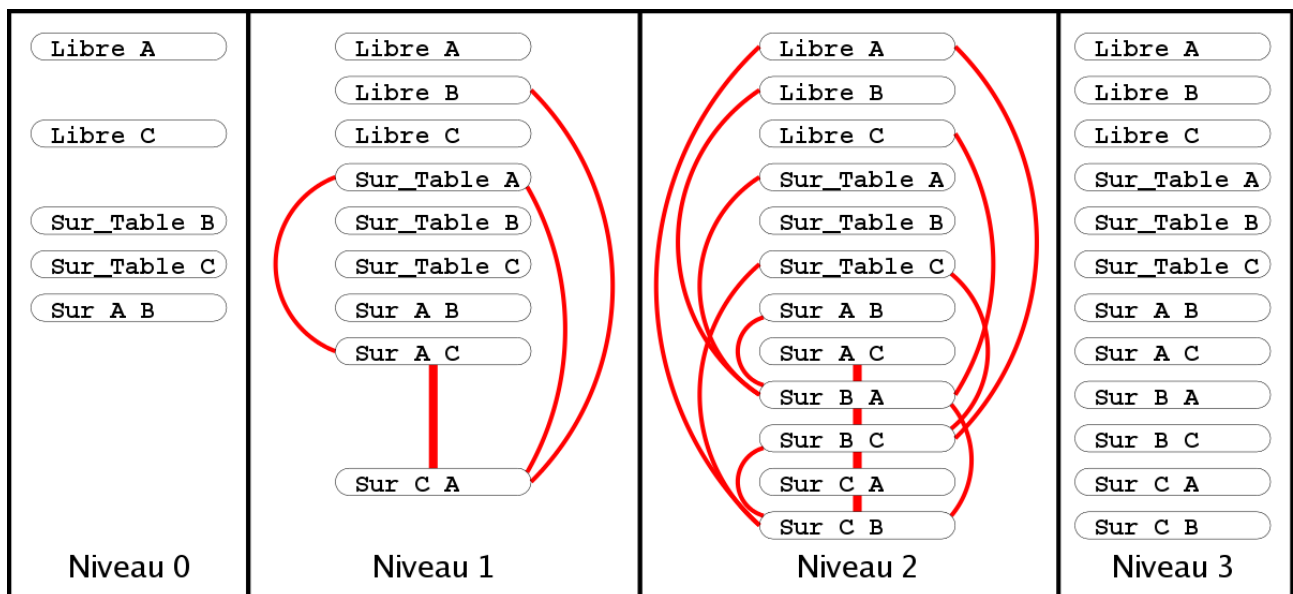 Libre A
Libre C
Sur_Table B
Sur_Table C
Sur A B
Niveau 0
Libre A
Libre B
Libre C
Sur_Table A
Sur_Table B
Sur_Table C
Sur A B
Sur A C
Sur C A
Niveau 1
Libre A
Libre B
Libre C
Sur_Table A
Sur_Table B
Sur_Table C
Sur A B
Sur A C
Sur B A
Sur B C
Sur C A
Sur C B
Niveau 2
Libre A
Libre B
Libre C
Sur_Table A
Sur_Table B
Sur_Table C
Sur A B
Sur A C
Sur B A
Sur B C
Sur C A
Sur C B
Niveau 3